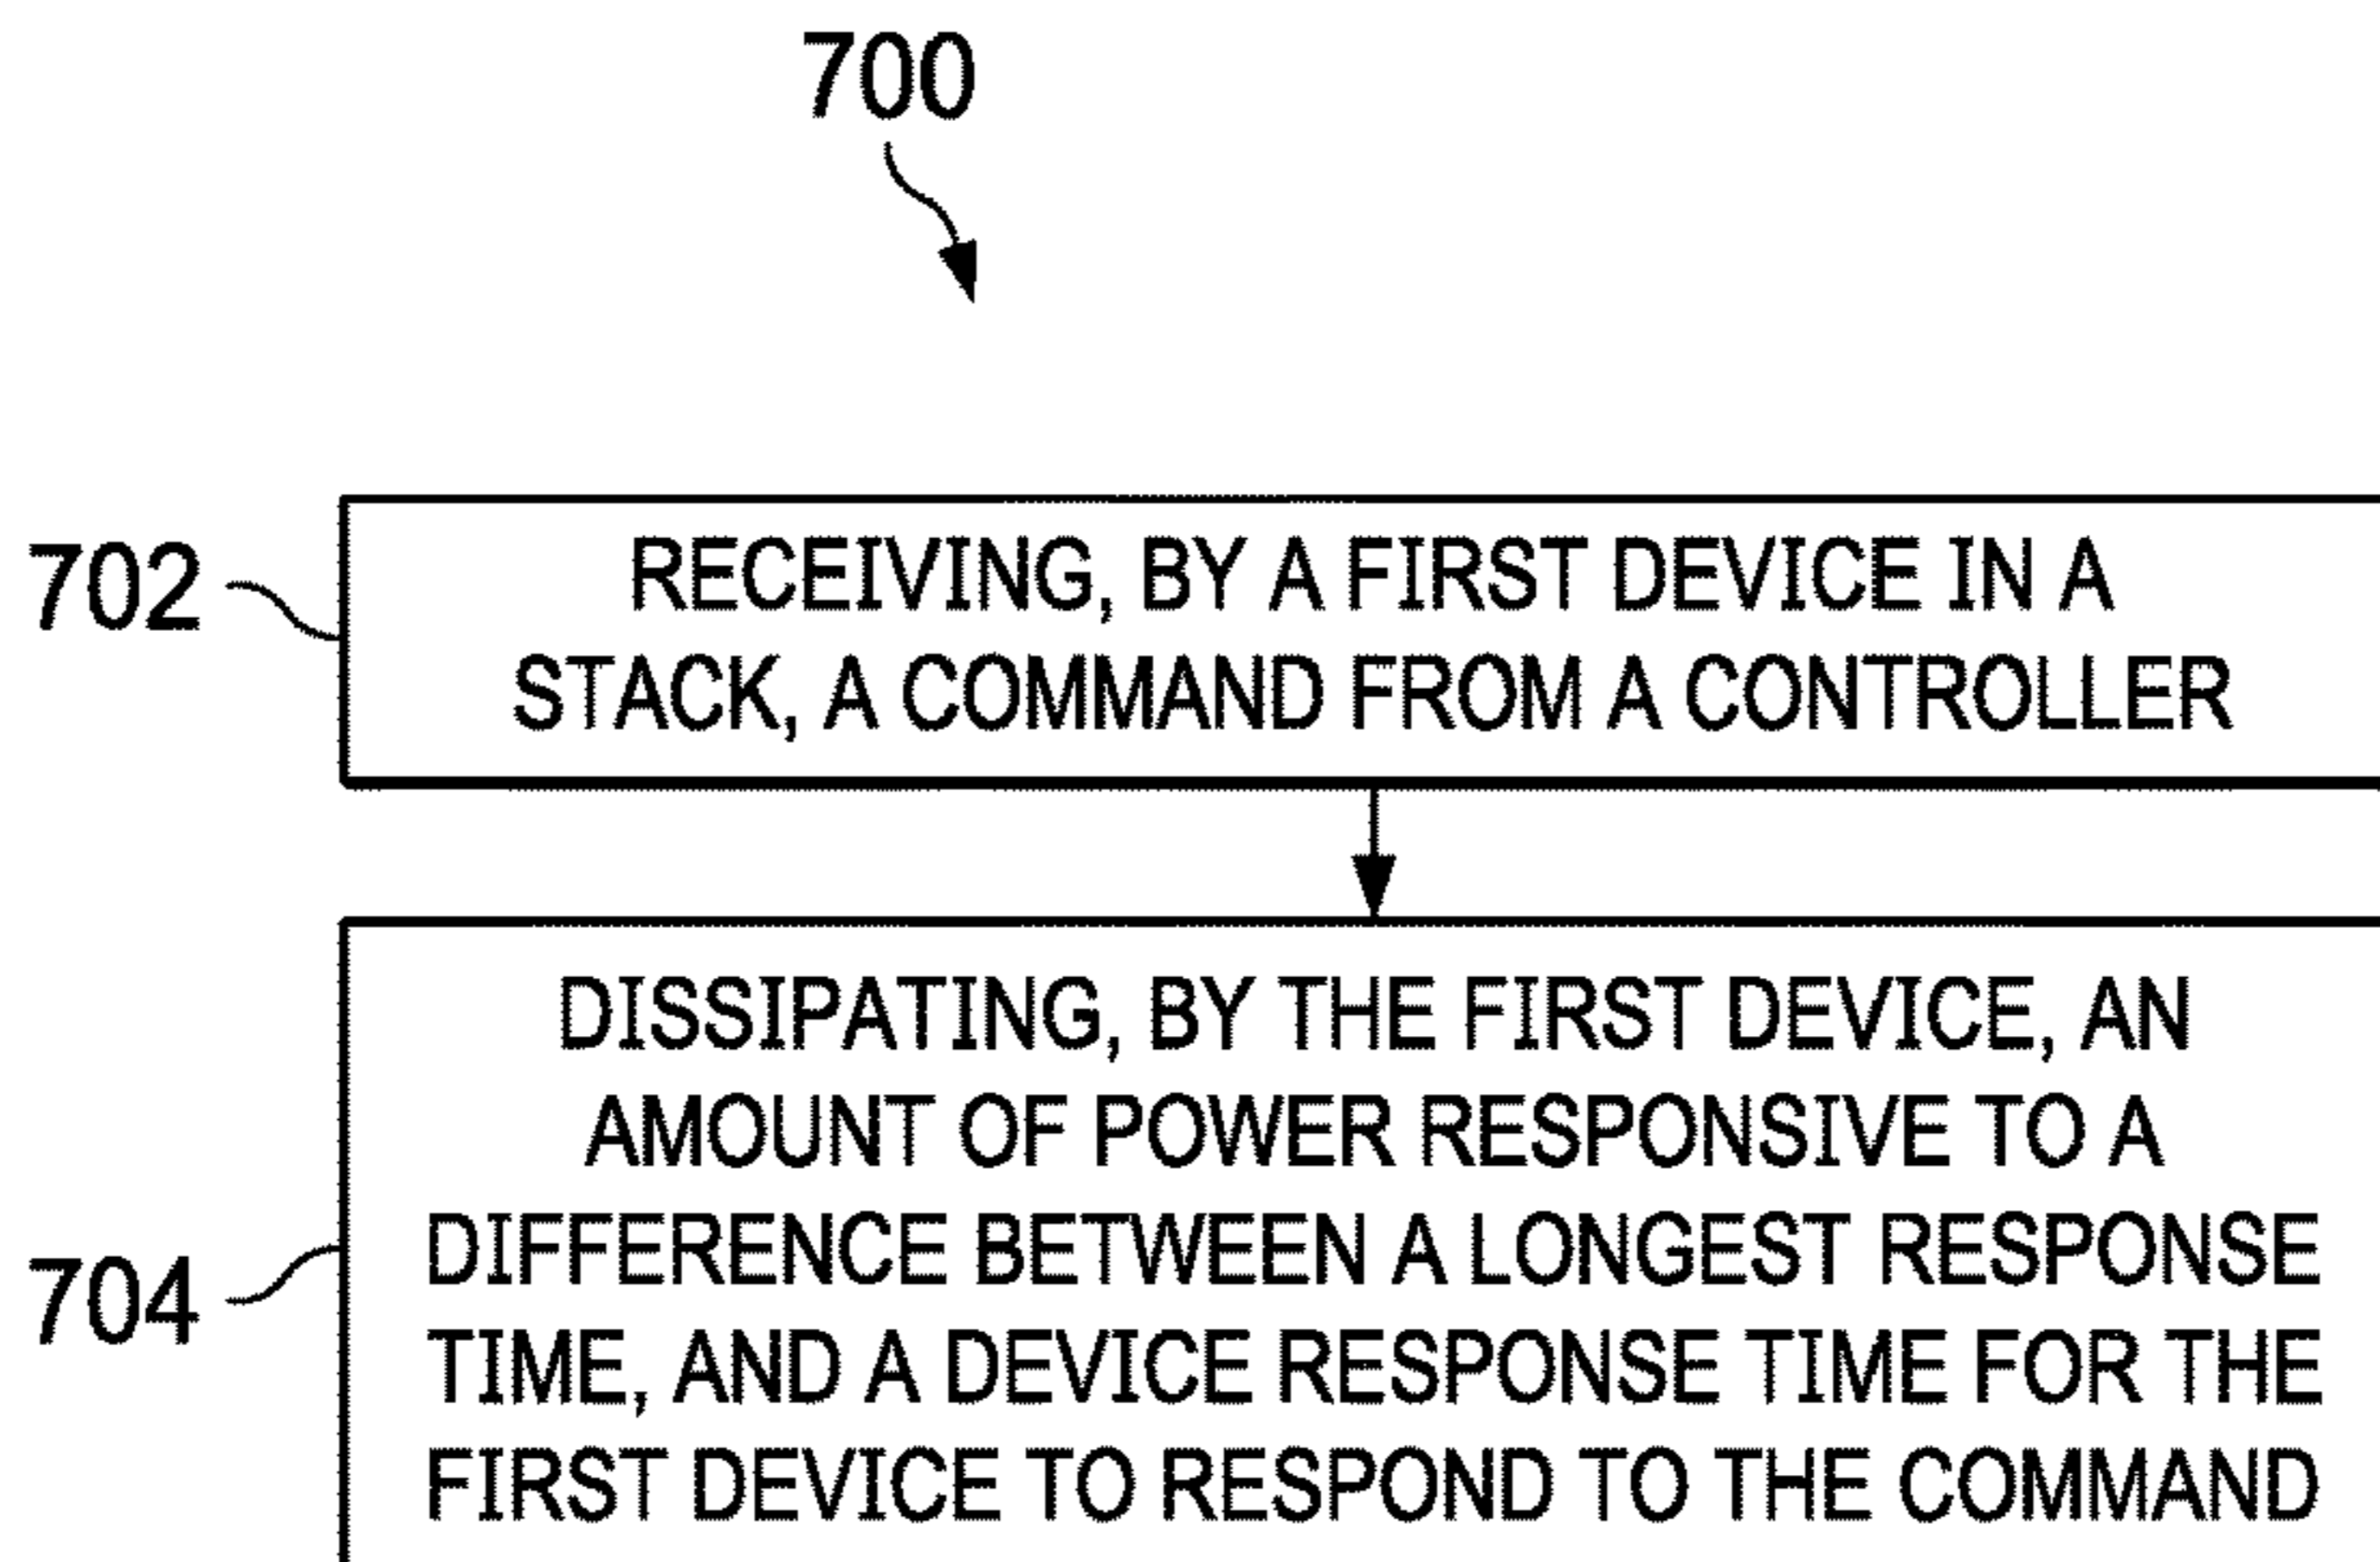 700
702
RECEIVING, BY A FIRST DEVICE IN A
STACK, A COMMAND FROM A CONTROLLER
704
DISSIPATING, BY THE FIRST DEVICE, AN
AMOUNT OF POWER RESPONSIVE TO A
DIFFERENCE BETWEEN A LONGEST RESPONSE
TIME, AND A DEVICE RESPONSE TIME FOR THE
FIRST DEVICE TO RESPOND TO THE COMMAND